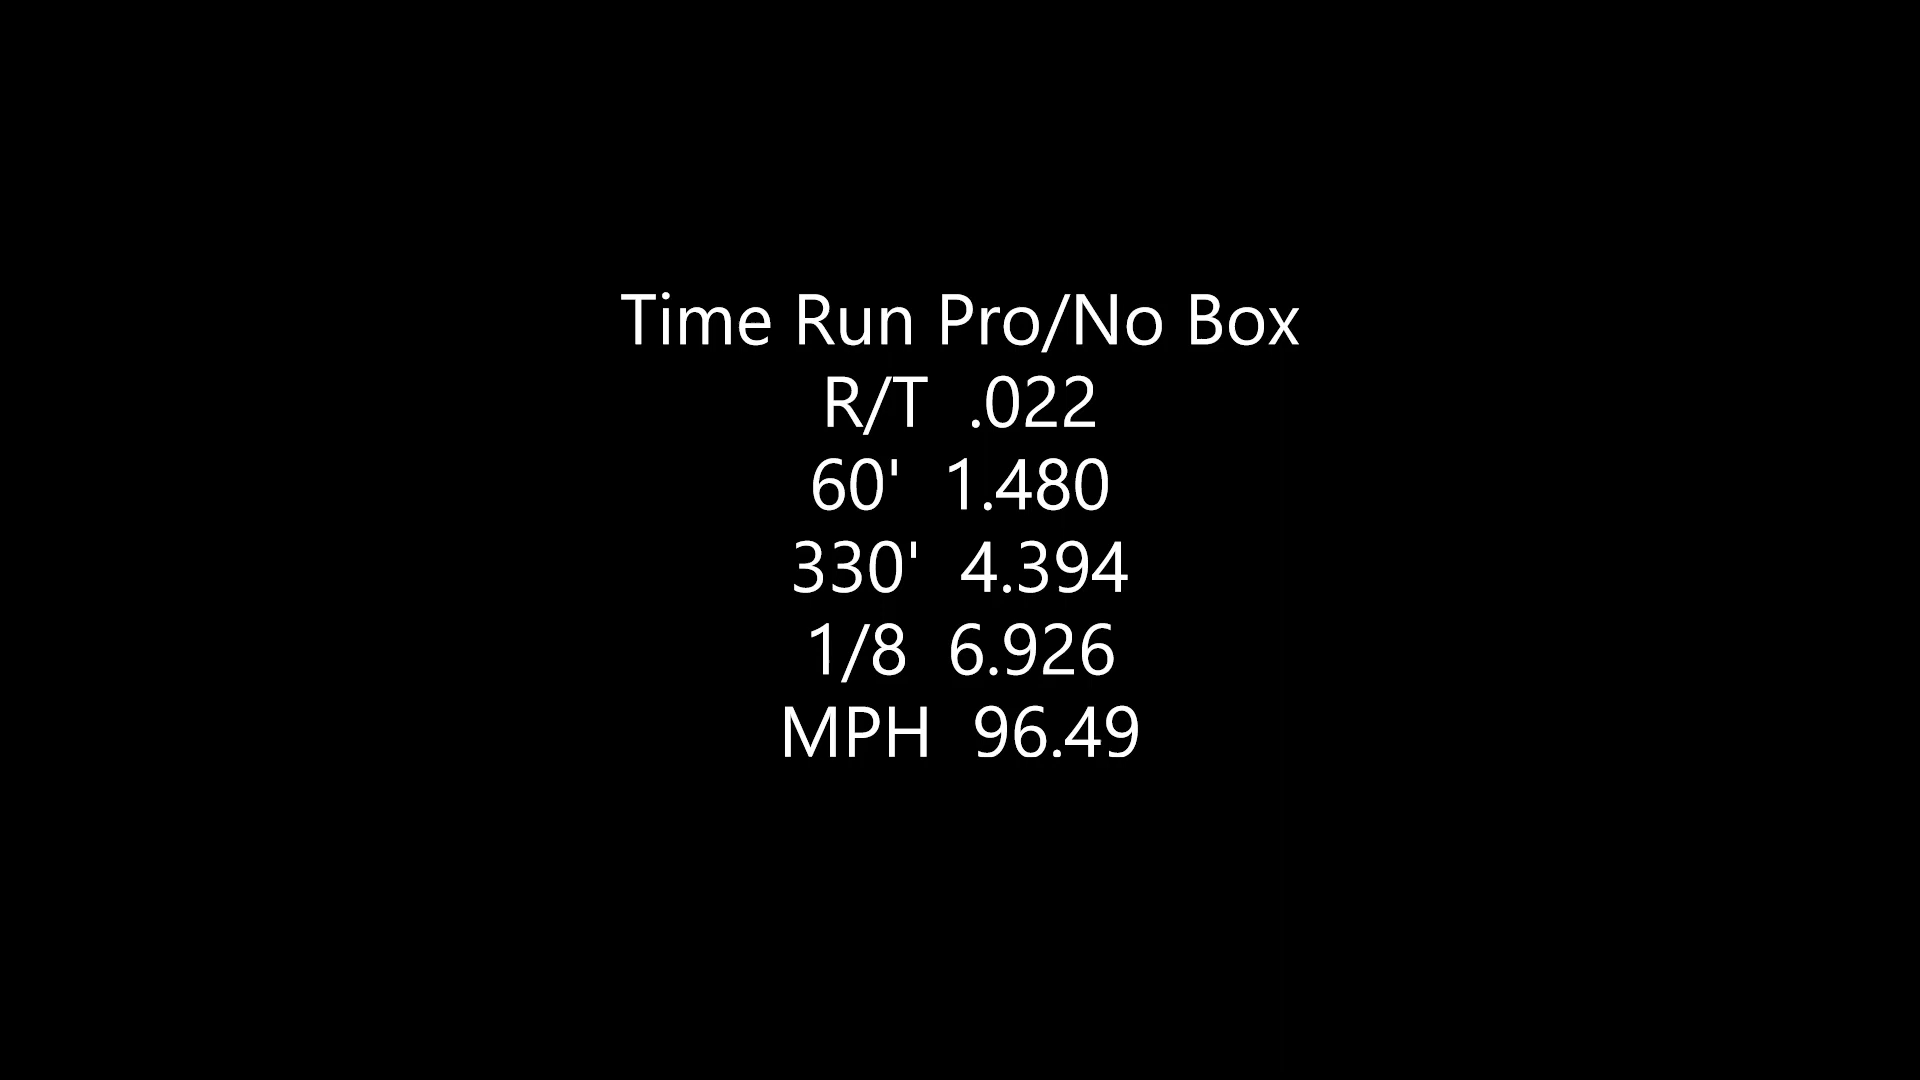 Time Run Pro/No Box
R/T  .022
60'  1.480
330'  4.394
1/8  6.926
MPH  96.49